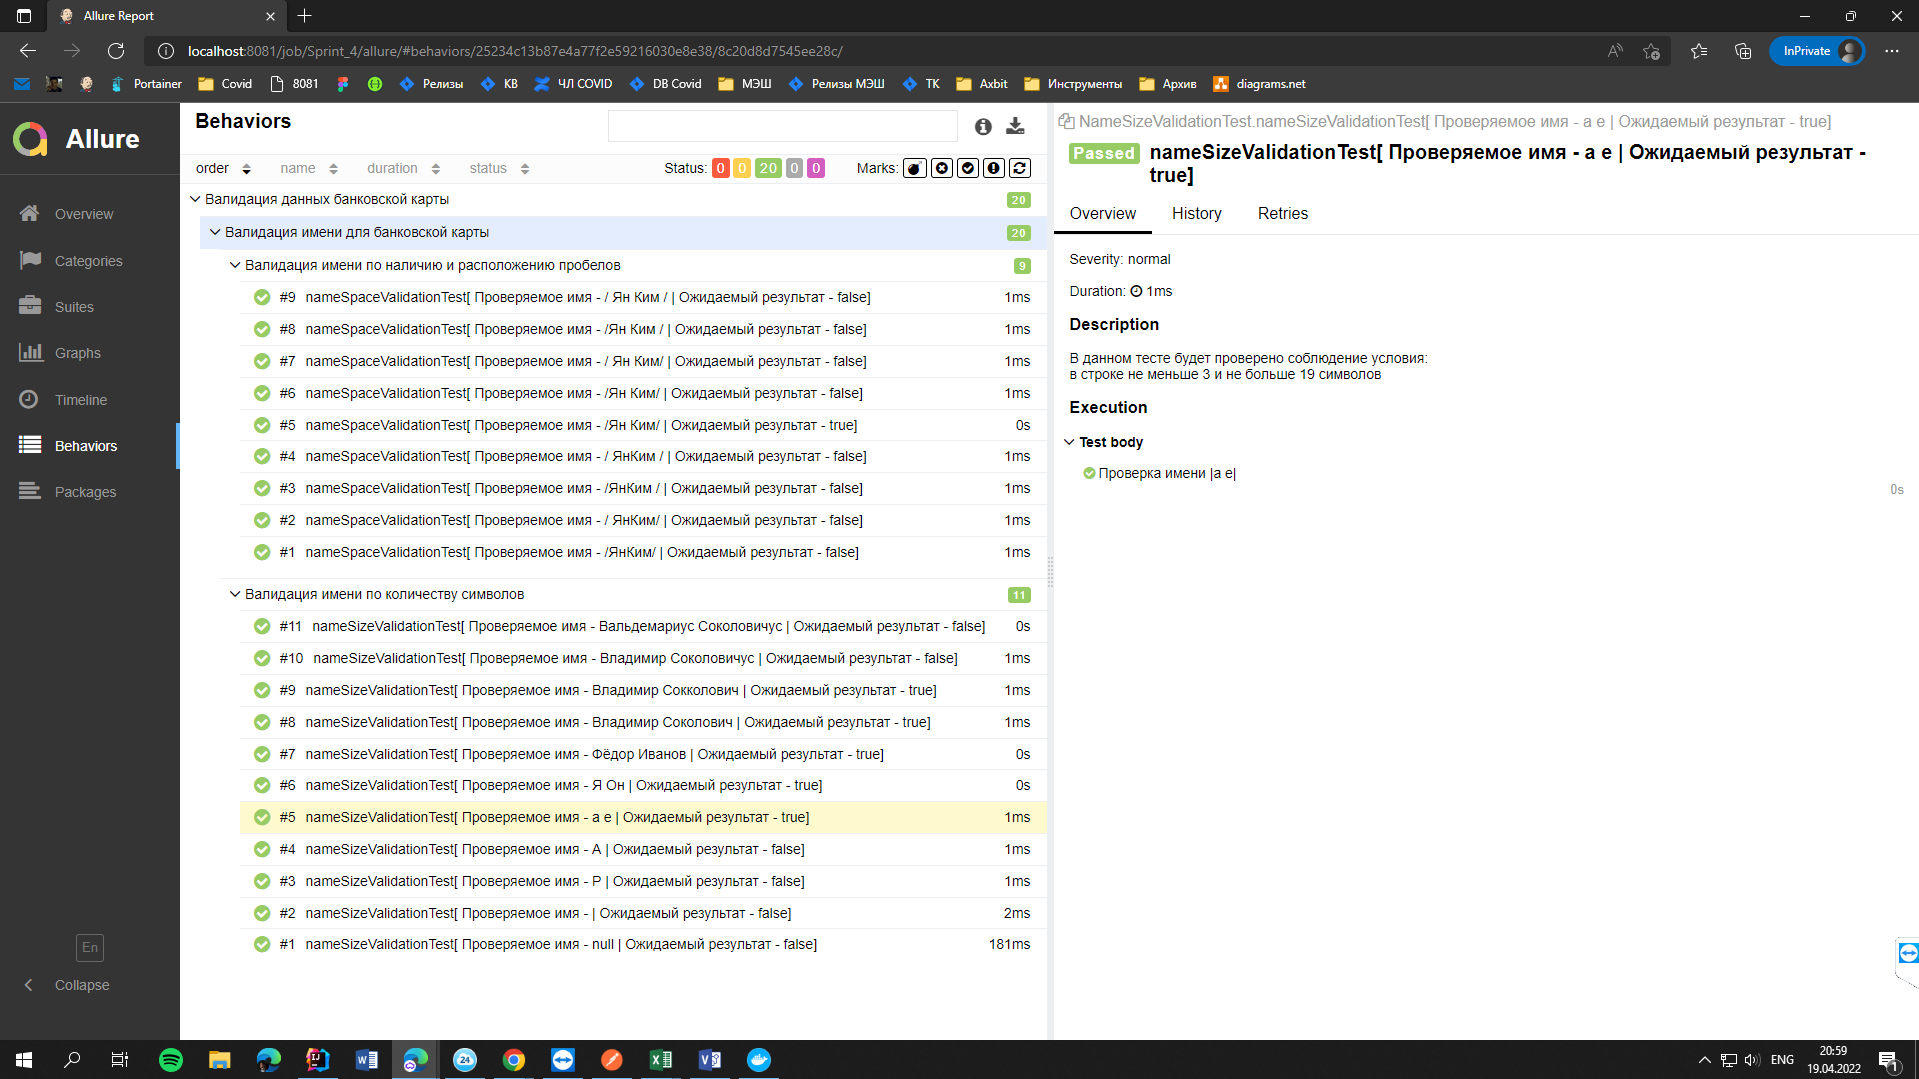 Allure Report
localhost:8081/job/Sprint_4/allure/#behaviors/25234c13b87e4a77f2e59216030e8e38/8c20d8d7545ee28c/
InPrivate
Portainer
Covid
8081
Релизы
КВ
ЧЛ COVID
DB Covid
МЭШ
Релизы МЭШ
ТК
Axbit
Инструменты
Архив
diagrams.net
Allure
Overview
Categories
Suites
Graphs
Timeline
Behaviors
Packages
En
Collapse
Behaviors
order name duration status
Status: 0 0 20 0 0 Marks:
Валидация данных банковской карты 20
Валидация имени для банковской карты 20
Валидация имени по наличию и расположению пробелов 9
#9 nameSpaceValidationTest[ Проверяемое имя - / Ян Ким / | Ожидаемый результат - false] 1ms
#8 nameSpaceValidationTest[ Проверяемое имя - /Ян Ким / | Ожидаемый результат - false] 1ms
#7 nameSpaceValidationTest[ Проверяемое имя - / Ян Ким/ | Ожидаемый результат - false] 1ms
#6 nameSpaceValidationTest[ Проверяемое имя - /Ян Ким/ | Ожидаемый результат - false] 1ms
#5 nameSpaceValidationTest[ Проверяемое имя - /Ян Ким/ | Ожидаемый результат - true] 0s
#4 nameSpaceValidationTest[ Проверяемое имя - / ЯнКим / | Ожидаемый результат - false] 1ms
#3 nameSpaceValidationTest[ Проверяемое имя - /ЯнКим / | Ожидаемый результат - false] 1ms
#2 nameSpaceValidationTest[ Проверяемое имя - / ЯнКим/ | Ожидаемый результат - false] 1ms
#1 nameSpaceValidationTest[ Проверяемое имя - /ЯнКим/ | Ожидаемый результат - false] 1ms
Валидация имени по количеству символов 11
#11 nameSizeValidationTest[ Проверяемое имя - Вальдемариус Соколовичус | Ожидаемый результат - false] 0s
#10 nameSizeValidationTest[ Проверяемое имя - Владимир Соколовичус | Ожидаемый результат - false] 1ms
#9 nameSizeValidationTest[ Проверяемое имя - Владимир Сокколович | Ожидаемый результат - true] 1ms
#8 nameSizeValidationTest[ Проверяемое имя - Владимир Соколович | Ожидаемый результат - true] 1ms
#7 nameSizeValidationTest[ Проверяемое имя - Фёдор Иванов | Ожидаемый результат - true] 0s
#6 nameSizeValidationTest[ Проверяемое имя - Я Он | Ожидаемый результат - true] 0s
#5 nameSizeValidationTest[ Проверяемое имя - а е | Ожидаемый результат - true] 1ms
#4 nameSizeValidationTest[ Проверяемое имя - А | Ожидаемый результат - false] 1ms
#3 nameSizeValidationTest[ Проверяемое имя - Р | Ожидаемый результат - false] 1ms
#2 nameSizeValidationTest[ Проверяемое имя - | Ожидаемый результат - false] 2ms
#1 nameSizeValidationTest[ Проверяемое имя - null | Ожидаемый результат - false] 181ms
NameSizeValidationTest.nameSizeValidationTest[ Проверяемое имя - а е | Ожидаемый результат - true]
Passed nameSizeValidationTest[ Проверяемое имя - а е | Ожидаемый результат -
true]
Overview History Retries
Severity: normal
Duration: 1ms
Description
В данном тесте будет проверено соблюдение условия:
в строке не меньше 3 и не больше 19 символов
Execution
Test body
Проверка имени |а е|
0s
24
ENG
20:59
19.04.2022
1